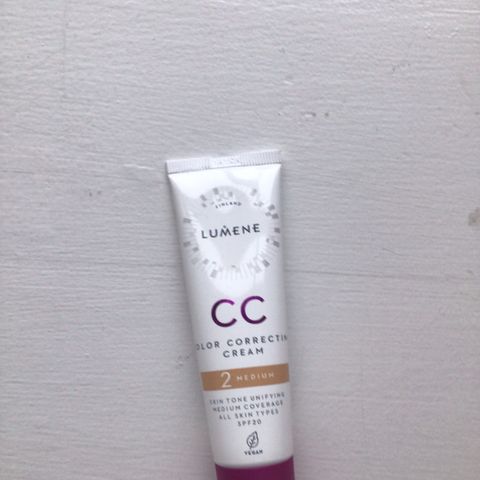 FINLAND
LUMENE
CC
OLOR CORRECTIN
CREAM
2 MEDIUM
SKIN TONE UNIFYING
MEDIUM COVERAGE
ALL SKIN TYPES
SPF20
VEGAN